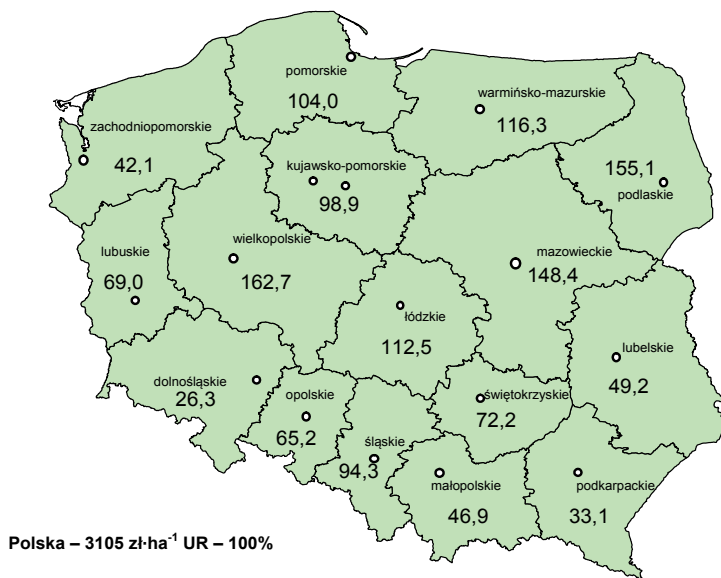 pomorskie
104,0
warmińsko-mazurskie
116,3
zachodniopomorskie
42,1
kujawsko-pomorskie
98,9
155,1
podlaskie
lubuskie
69,0
wielkopolskie
162,7
mazowieckie
148,4
łódzkie
112,5
lubelskie
49,2
dolnośląskie
26,3
opolskie
65,2
świętokrzyskie
72,2
śląskie
94,3
małopolskie
46,9
podkarpackie
33,1
Polska – 3105 zł·ha⁻¹ UR – 100%